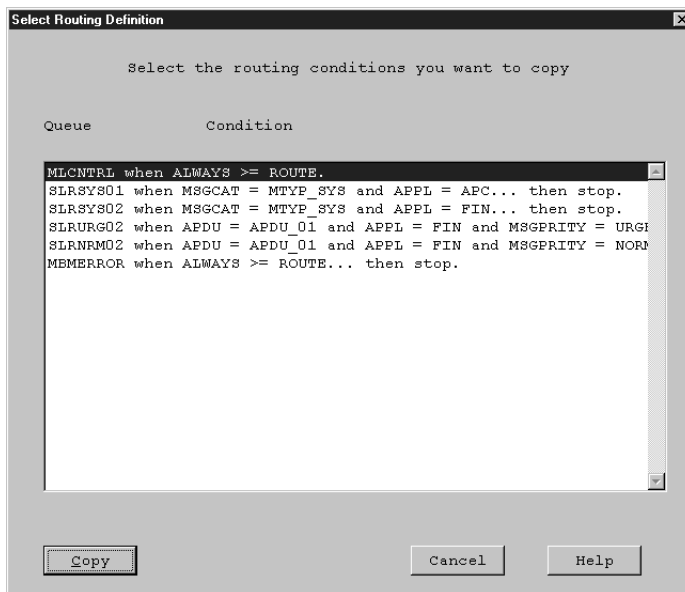 Select Routing Definition
Select the routing conditions you want to copy
Queue Condition
MLCNTRL when ALWAYS >= ROUTE.
SLRSYS01 when MSGCAT = MTYP_SYS and APPL = APC... then stop.
SLRSYS02 when MSGCAT = MTYP_SYS and APPL = FIN... then stop.
SLRURG02 when APDU = APDU_01 and APPL = FIN and MSGPRITY =
SLRNRM02 when APDU = APDU_01 and APPL = FIN and MSGPRITY =
MBMERROR when ALWAYS >= ROUTE... then stop.
Copy Cancel Help